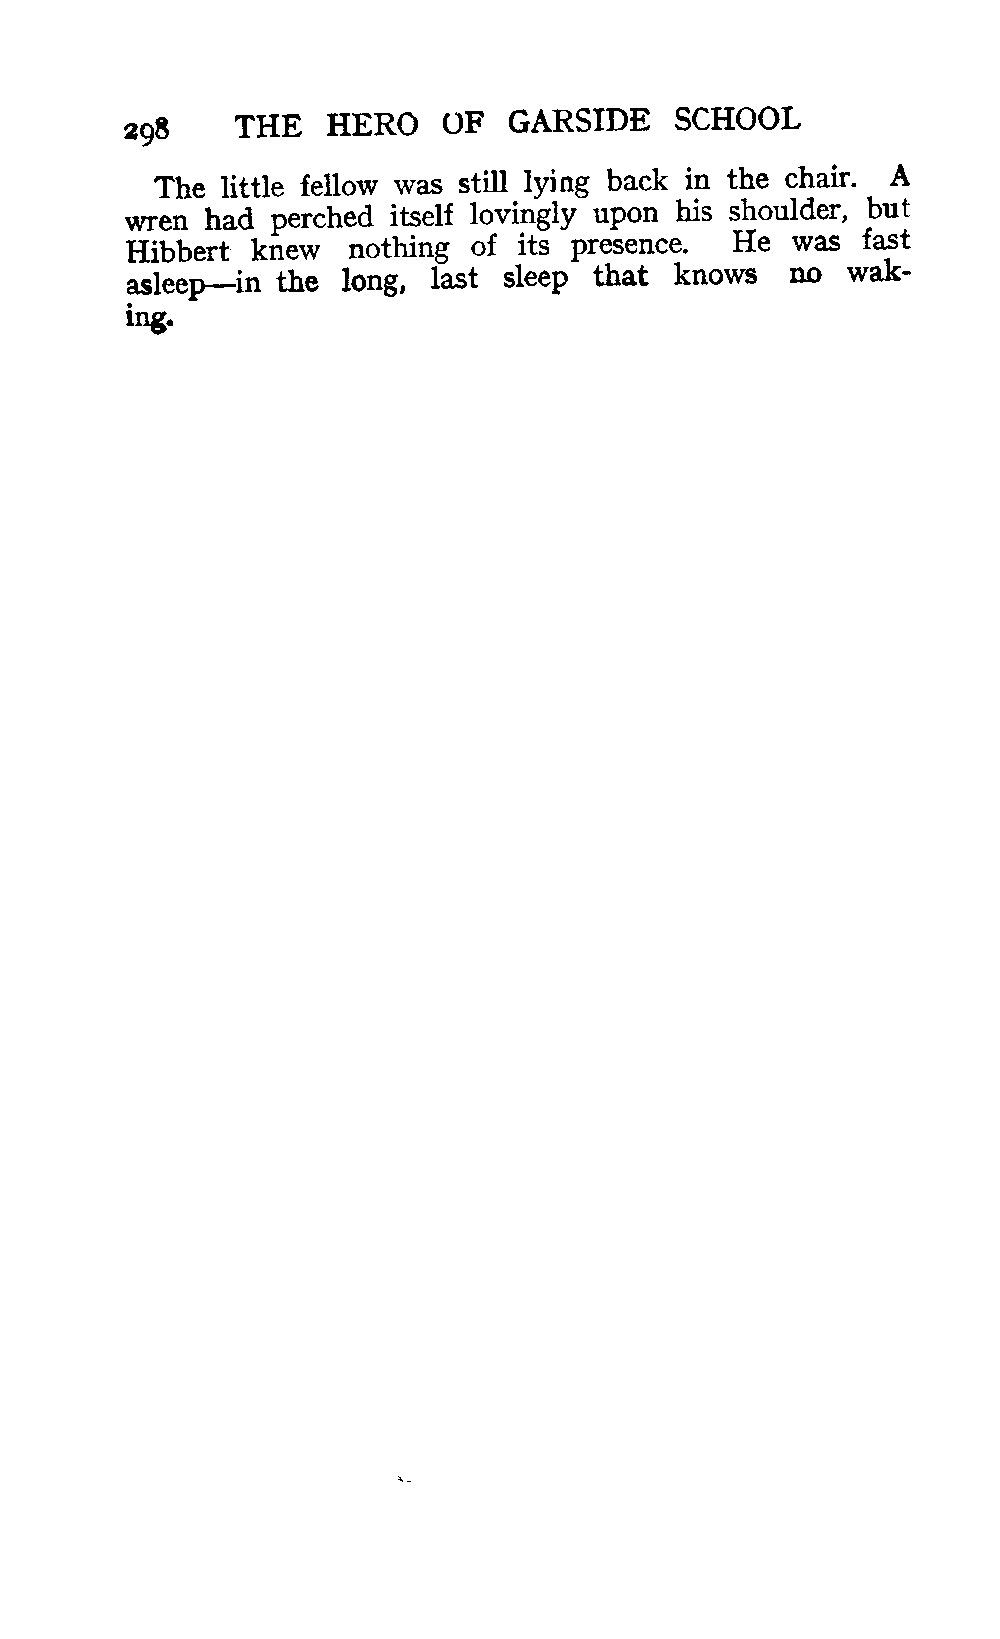 298 THE HERO OF GARSIDE SCHOOL
The little fellow was still lying back in the chair. A
wren had perched itself lovingly upon his shoulder, but
Hibbert knew nothing of its presence. He was fast
asleep—in the long, last sleep that knows no wak-
ing.